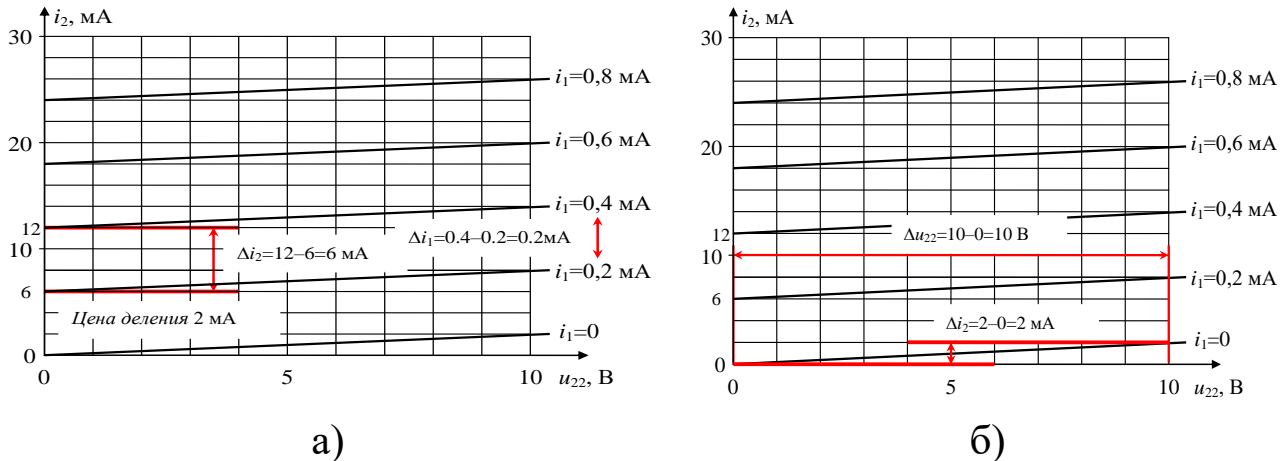 i₂, мА
30
20
12
10
6
0
i₁=0,8 мА
i₁=0,6 мА
i₁=0,4 мА
Δi₂=12–6=6 мА
Δi₁=0.4–0.2=0.2мА
i₁=0,2 мА
Цена деления 2 мА
i₁=0
0
5
10
u₂₂, В
а)
i₂, мА
30
20
12
10
6
0
i₁=0,8 мА
i₁=0,6 мА
i₁=0,4 мА
Δu₂₂=10–0=10 В
i₁=0,2 мА
Δi₂=2–0=2 мА
i₁=0
0
5
10
u₂₂, В
б)